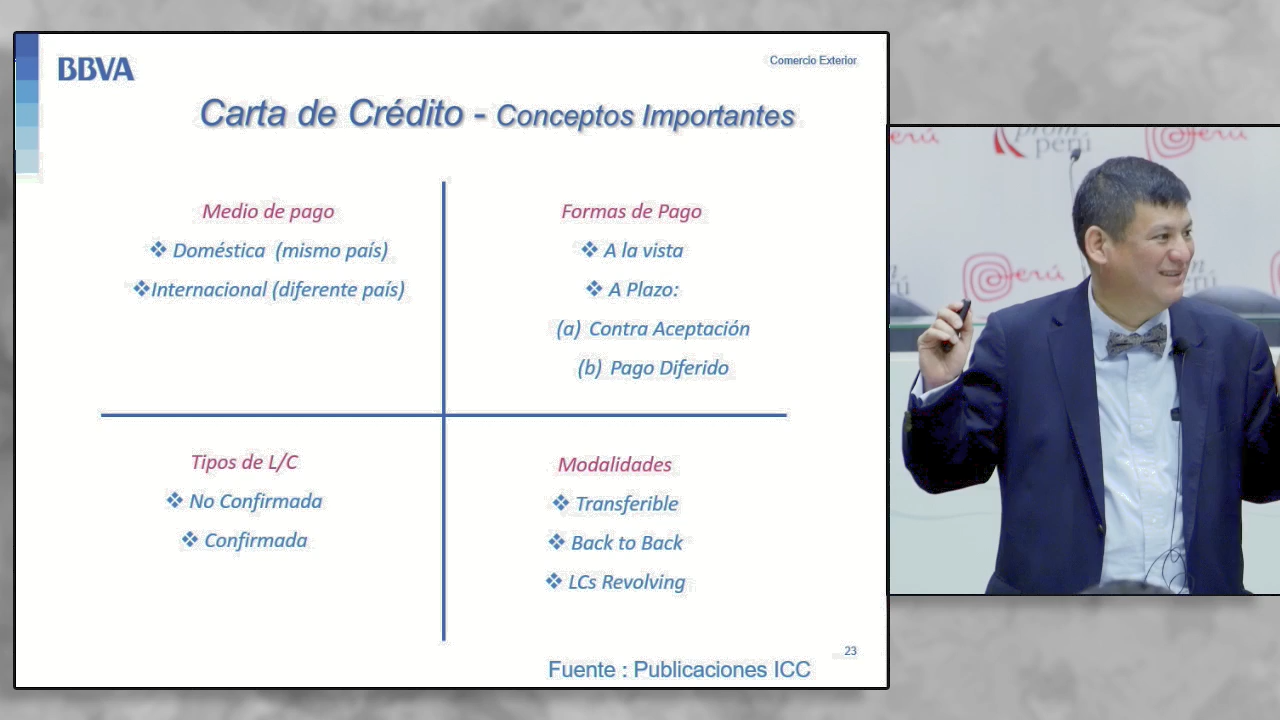 BBVA
Comercio Exterior
Carta de Crédito - Conceptos Importantes
Medio de pago
❖ Doméstica (mismo país)
❖Internacional (diferente país)
Formas de Pago
❖ A la vista
❖ A Plazo:
(a) Contra Aceptación
(b) Pago Diferido
Tipos de L/C
❖ No Confirmada
❖ Confirmada
Modalidades
❖ Transferible
❖ Back to Back
❖ LCs Revolving
23
Fuente : Publicaciones ICC
prom
perú
Perú